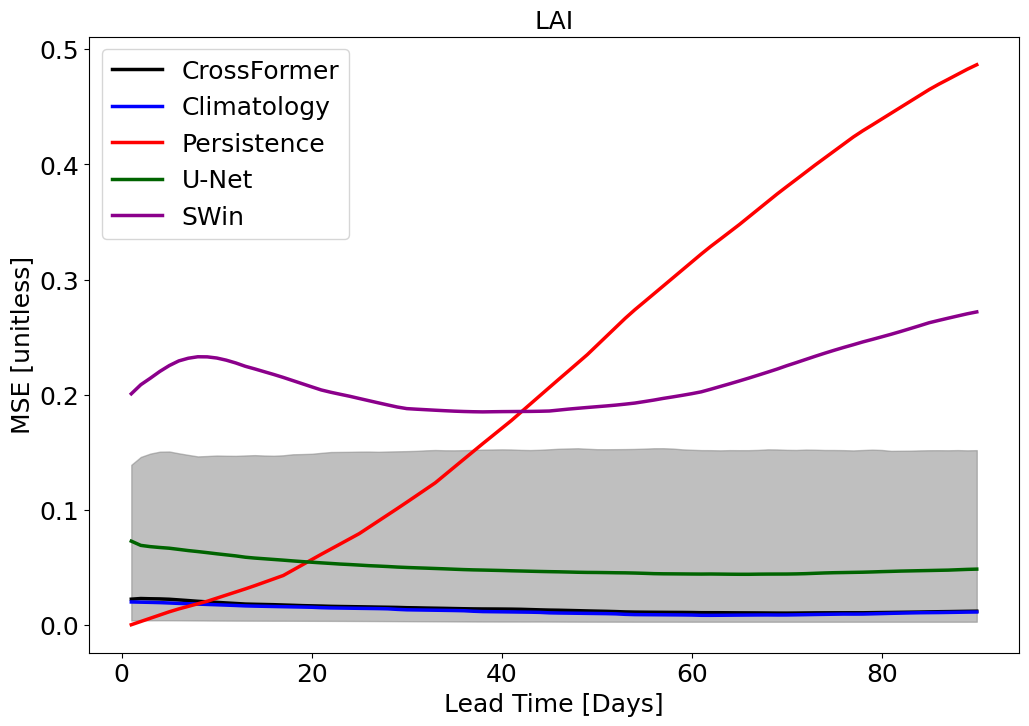 LAI
CrossFormer
Climatology
Persistence
U-Net
SWin
MSE [unitless]
0.5
0.4
0.3
0.2
0.1
0.0
0 20 40 60 80
Lead Time [Days]